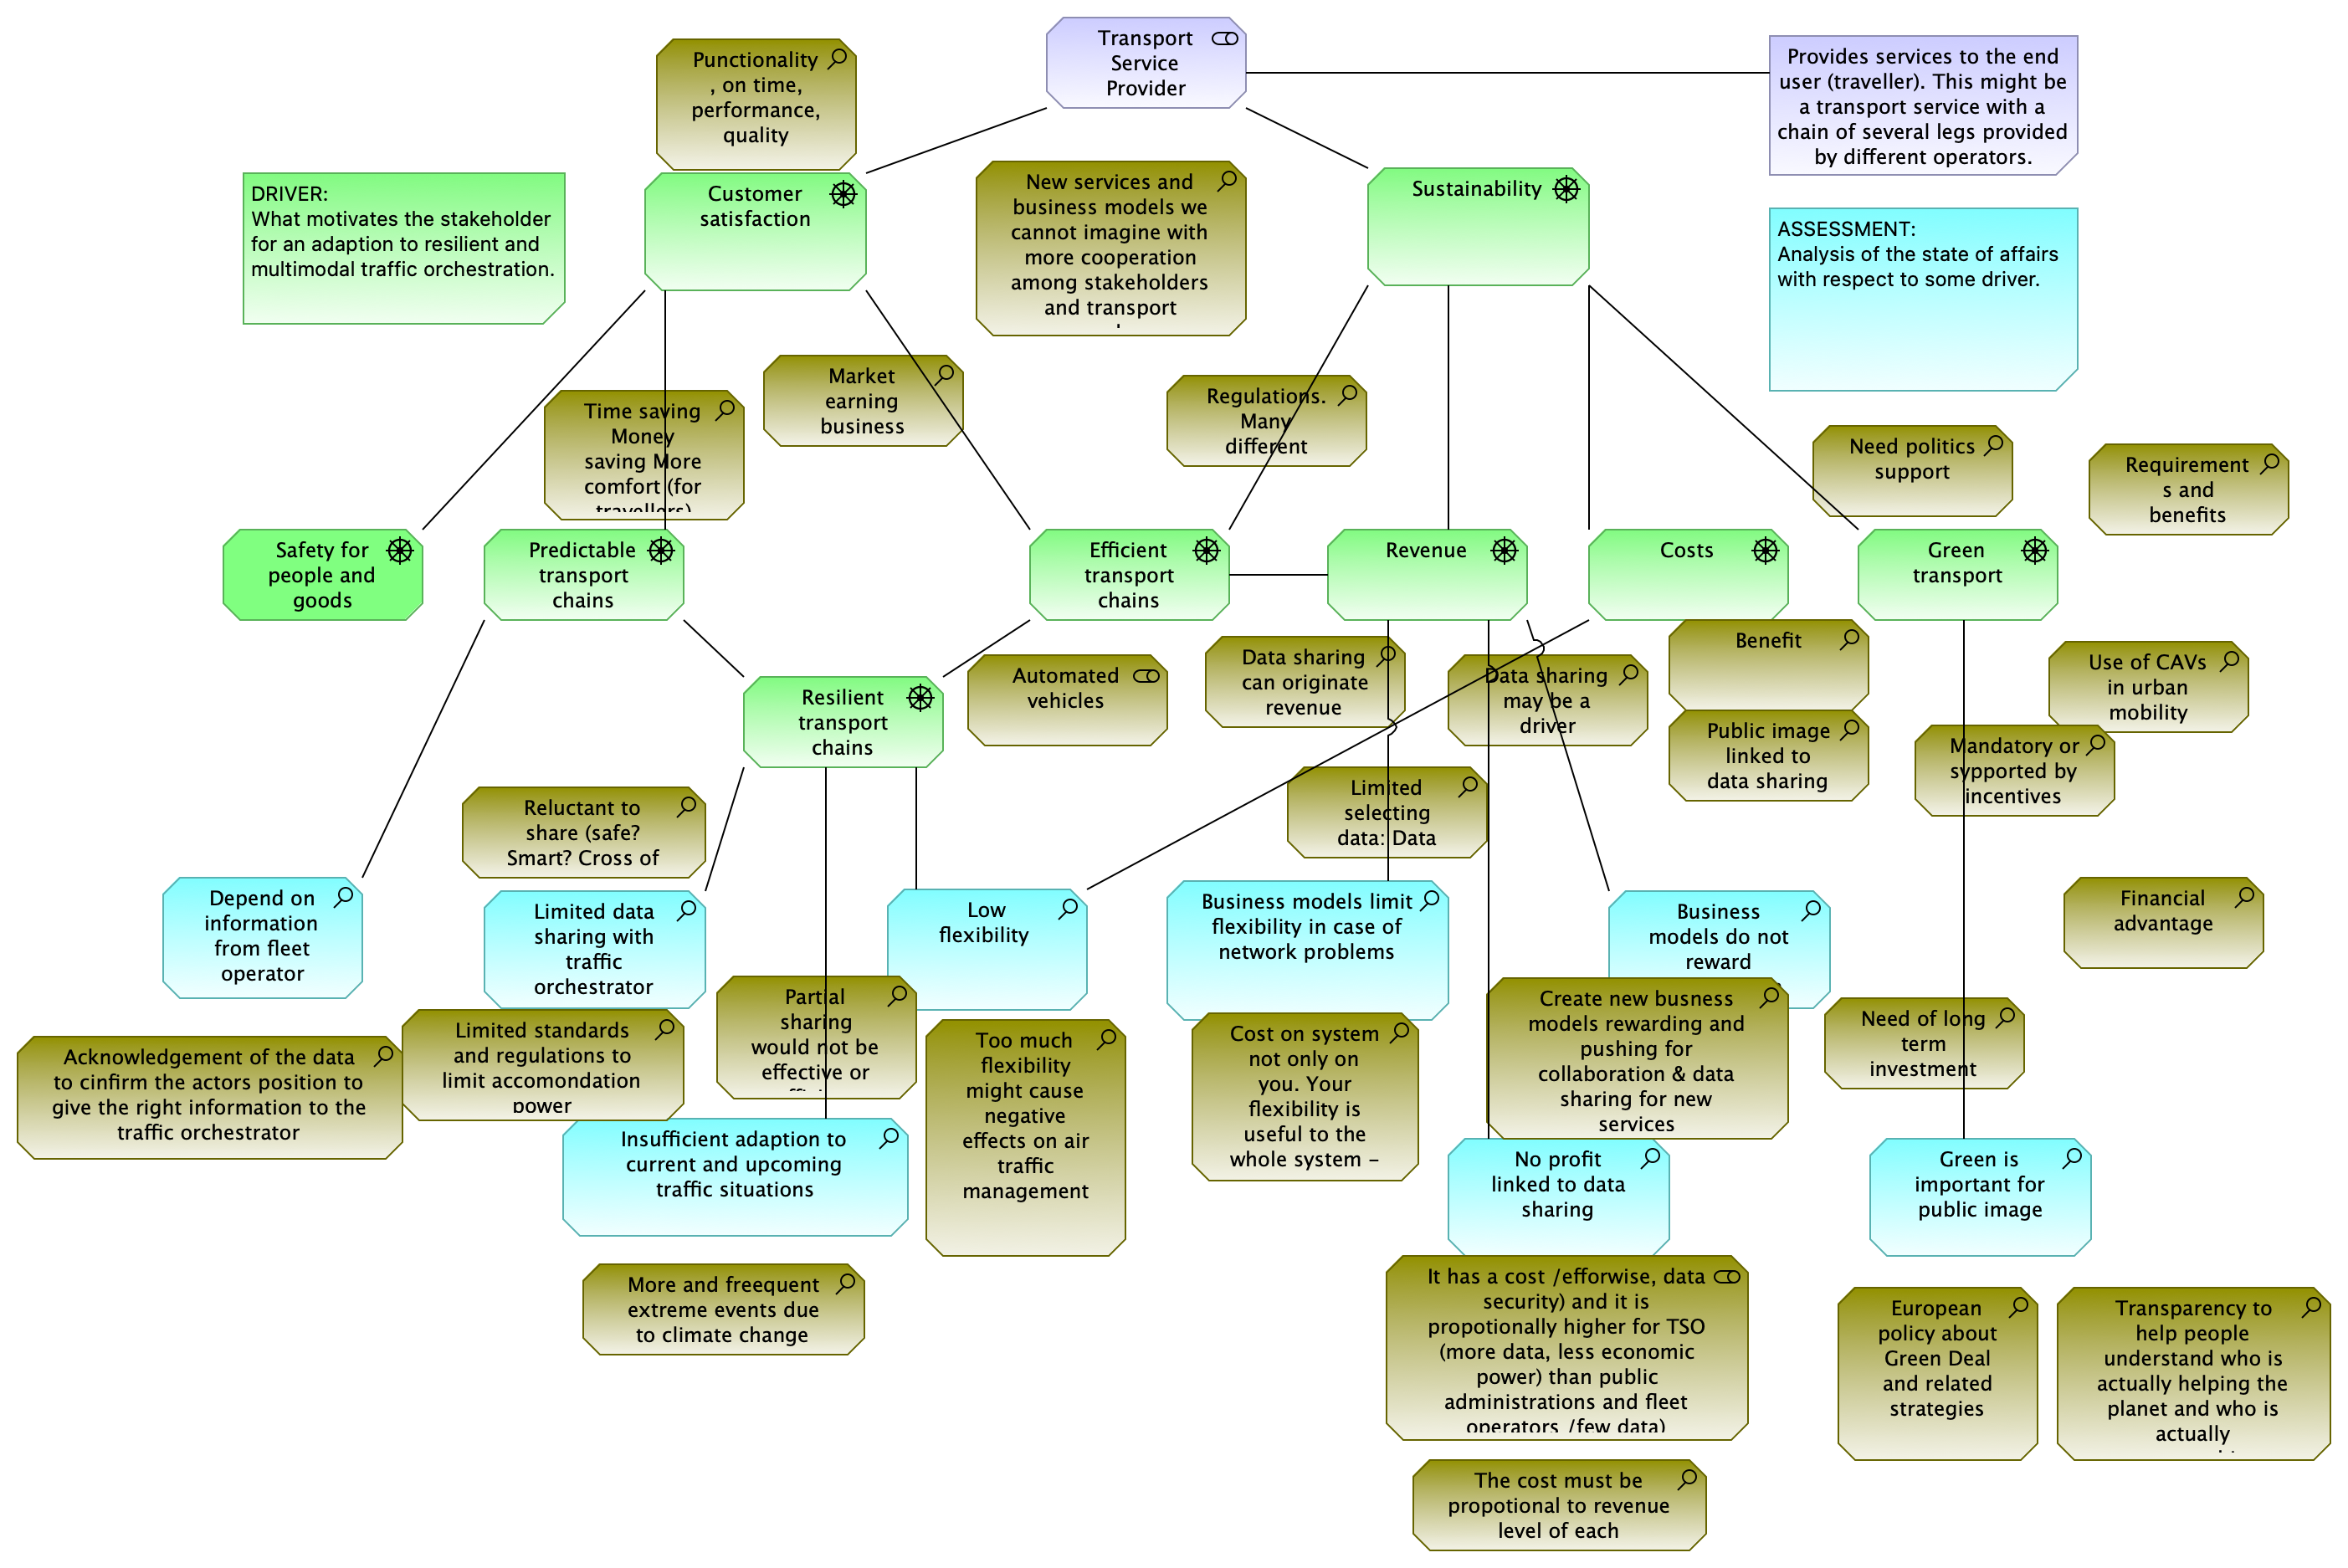 Transport
Service
Provider
Provides services to the end
user (traveller). This might be
a transport service with a
chain of several legs provided
by different operators.
Punctionality
, on time,
performance,
quality
DRIVER:
What motivates the stakeholder
for an adaption to resilient and
multimodal traffic orchestration.
Customer
satisfaction
New services and
business models we
cannot imagine with
more cooperation
among stakeholders
and transport
Sustainability
ASSESSMENT:
Analysis of the state of affairs
with respect to some driver.
Time saving
Money
saving More
comfort (for
travellers)
Market
earning
business
Regulations.
Many
different
Need politics
support
Requirement
s and
benefits
Safety for
people and
goods
Predictable
transport
chains
Efficient
transport
chains
Revenue
Costs
Green
transport
Resilient
transport
chains
Automated
vehicles
Data sharing
can originate
revenue
Data sharing
may be a
driver
Benefit
Public image
linked to
data sharing
Use of CAVs
in urban
mobility
Mandatory or
sypported by
incentives
Reluctant to
share (safe?
Smart? Cross of
Limited
selecting
data: Data
Depend on
information
from fleet
operator
Limited data
sharing with
traffic
orchestrator
Low
flexibility
Business models limit
flexibility in case of
network problems
Business
models do not
reward
Financial
advantage
Acknowledgement of the data
to cinfirm the actors position to
give the right information to the
traffic orchestrator
Limited standards
and regulations to
limit accomondation
power
Partial
sharing
would not be
effective or
Too much
flexibility
might cause
negative
effects on air
traffic
management
Cost on system
not only on
you. Your
flexibility is
useful to the
whole system –
Create new busness
models rewarding and
pushing for
collaboration & data
sharing for new
services
Need of long
term
investment
Insufficient adaption to
current and upcoming
traffic situations
No profit
linked to data
sharing
Green is
important for
public image
More and freequent
extreme events due
to climate change
It has a cost /efforwise, data
security) and it is
propotionally higher for TSO
(more data, less economic
power) than public
administrations and fleet
operators /few data)
European
policy about
Green Deal
and related
strategies
Transparency to
help people
understand who is
actually helping the
planet and who is
actually
The cost must be
propotional to revenue
level of each